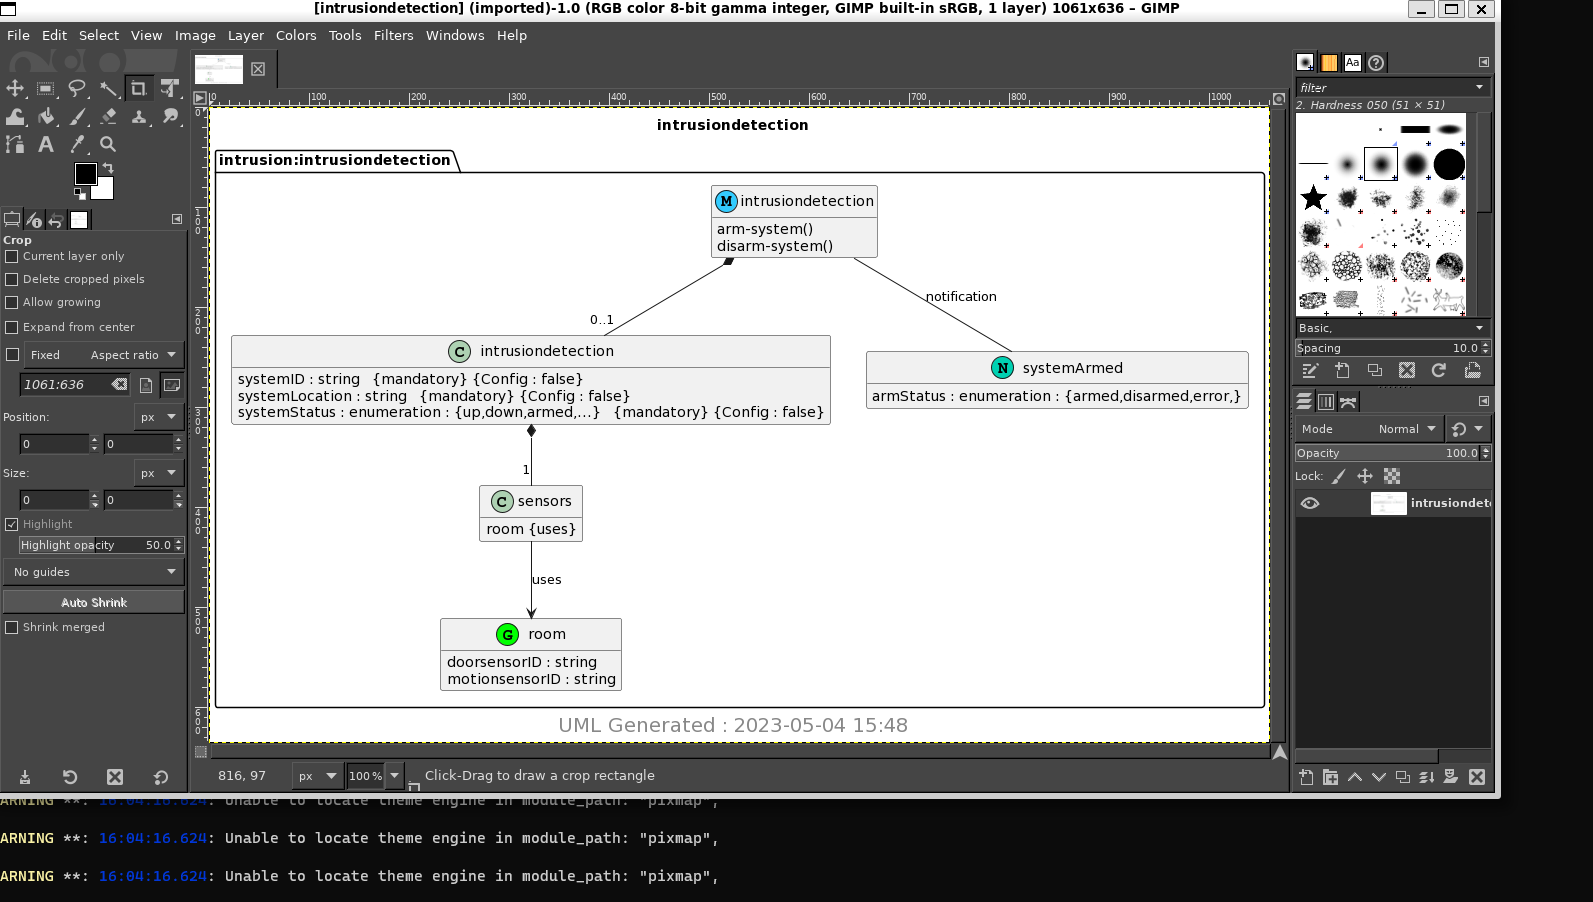 [intrusiondetection] (imported)-1.0 (RGB color 8-bit gamma integer, GIMP built-in sRGB, 1 layer) 1061x636 – GIMP
File Edit Select View Image Layer Colors Tools Filters Windows Help
Crop
Current layer only
Delete cropped pixels
Allow growing
Expand from center
Fixed Aspect ratio
1061:636
Position: px
0 0
Size: px
0 0
Highlight
Highlight opacity 50.0
No guides
Auto Shrink
Shrink merged
0 100 200 300 400 500 600 700 800 900 1000
0
100
200
300
400
500
600
intrusiondetection
intrusion:intrusiondetection
M intrusiondetection
arm-system()
disarm-system()
notification
0..1
C intrusiondetection
systemID : string {mandatory} {Config : false}
systemLocation : string {mandatory} {Config : false}
systemStatus : enumeration : {up,down,armed,...} {mandatory} {Config : false}
N systemArmed
armStatus : enumeration : {armed,disarmed,error,}
1
C sensors
room {uses}
uses
G room
doorsensorID : string
motionsensorID : string
UML Generated : 2023-05-04 15:48
816, 97 px 100 % Click-Drag to draw a crop rectangle
Aa
filter
2. Hardness 050 (51 × 51)
Basic,
Spacing 10.0
Mode Normal
Opacity 100.0
Lock:
intrusiondet
ARNING **: 16:04:16.624: Unable to locate theme engine in module_path: "pixmap",
ARNING **: 16:04:16.624: Unable to locate theme engine in module_path: "pixmap",
ARNING **: 16:04:16.624: Unable to locate theme engine in module_path: "pixmap",